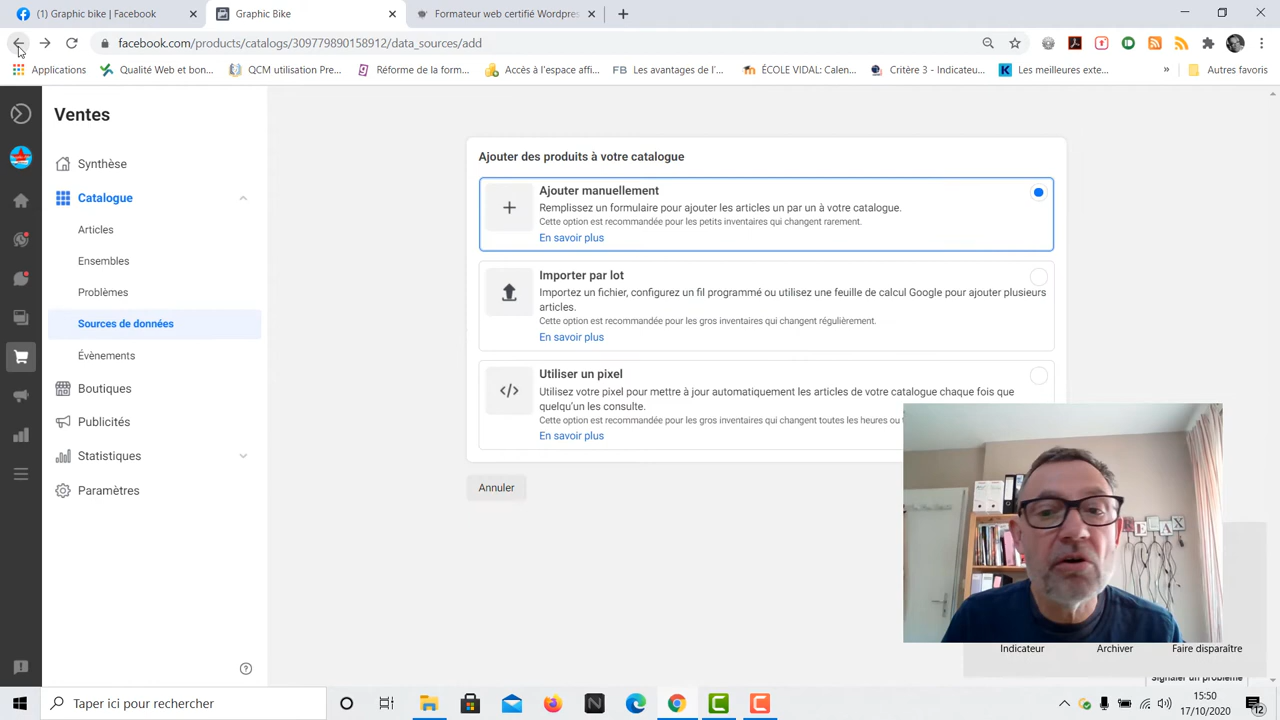 (1) Graphic bike | Facebook
Graphic Bike
Formateur web certifié Wordpres
facebook.com/products/catalogs/309779890158912/data_sources/add
Applications
Qualité Web et con...
QCM utilisation Pre...
Réforme de la form...
Accès à l'espace affi...
FB Les avantages de l'...
ÉCOLE VIDAL: Calen...
Critère 3 - Indicateu...
Les meilleures exte...
»
Autres favoris
Ventes
Synthèse
Catalogue
Articles
Ensembles
Problèmes
Sources de données
Évènements
Boutiques
Publicités
Statistiques
Paramètres
Ajouter des produits à votre catalogue
Ajouter manuellement
Remplissez un formulaire pour ajouter les articles un par un à votre catalogue.
Cette option est recommandée pour les petits inventaires qui changent rarement.
En savoir plus
Importer par lot
Importez un fichier, configurez un fil programmé ou utilisez une feuille de calcul Google pour ajouter plusieurs
articles.
Cette option est recommandée pour les gros inventaires qui changent régulièrement.
En savoir plus
Utiliser un pixel
Utilisez votre pixel pour mettre à jour automatiquement les articles de votre catalogue chaque fois que
quelqu'un les consulte.
Cette option est recommandée pour les gros inventaires qui changent toutes les heures ou
En savoir plus
Annuler
RELAX
Indicateur
Archiver
Faire disparaître
Signaler un problème
Taper ici pour rechercher
15:50
17/10/2020
12